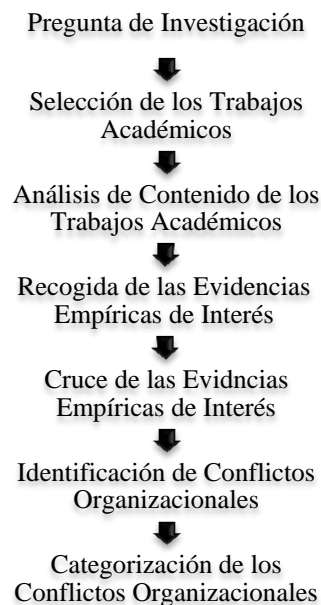 Pregunta de Investigación
Selección de los Trabajos
Académicos
Análisis de Contenido de los
Trabajos Académicos
Recogida de las Evidencias
Empíricas de Interés
Cruce de las Evidncias
Empíricas de Interés
Identificación de Conflictos
Organizacionales
Categorización de los
Conflictos Organizacionales